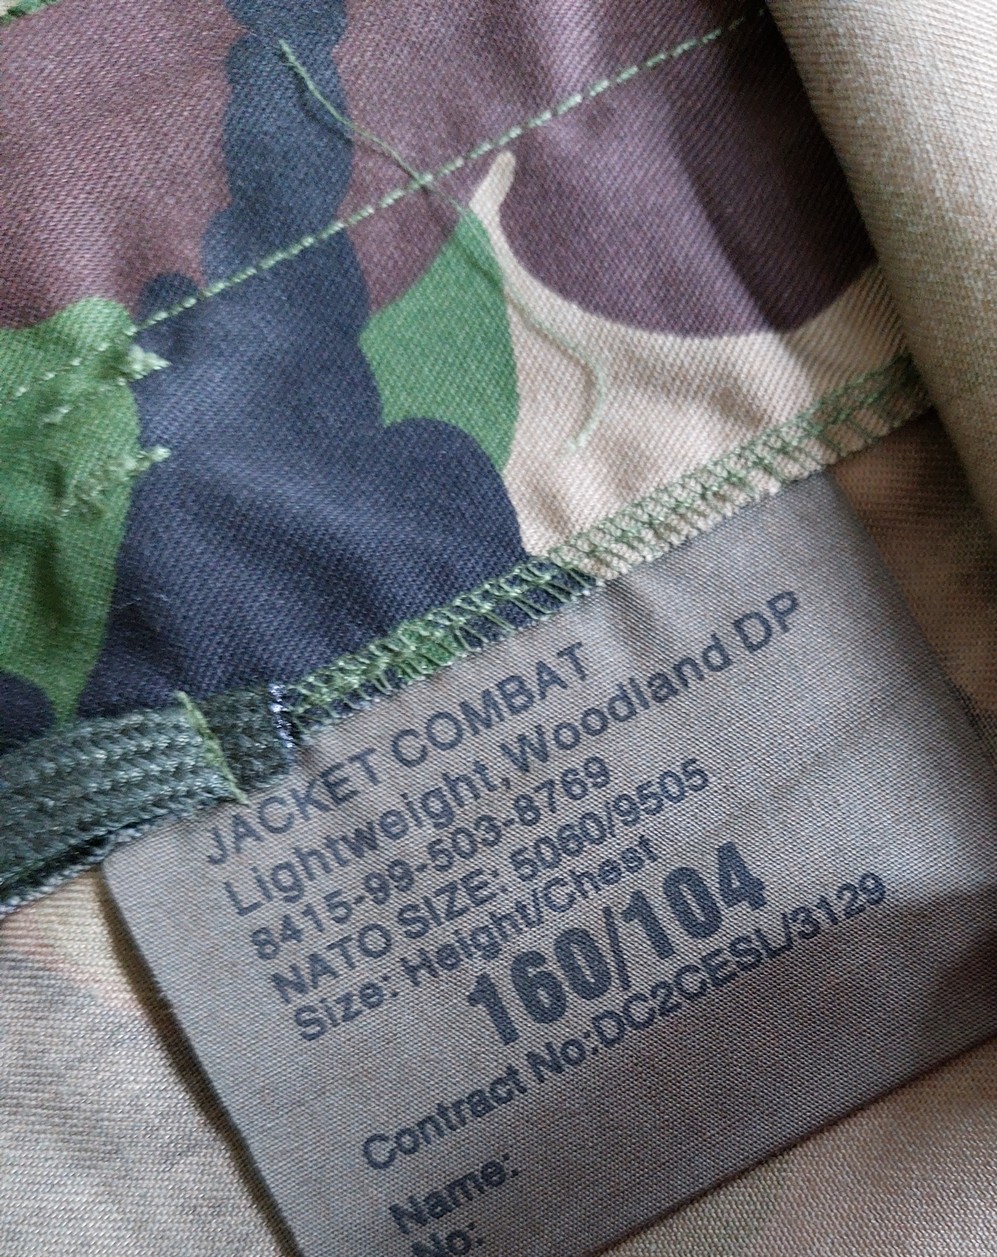 JACKET COMBAT
Lightweight, Woodland DP
8415-99-503-8769
NATO SIZE: 5060/9505
Size: Height/Chest
160/104
Contract No:DC2CESL/3129
Name:
No: